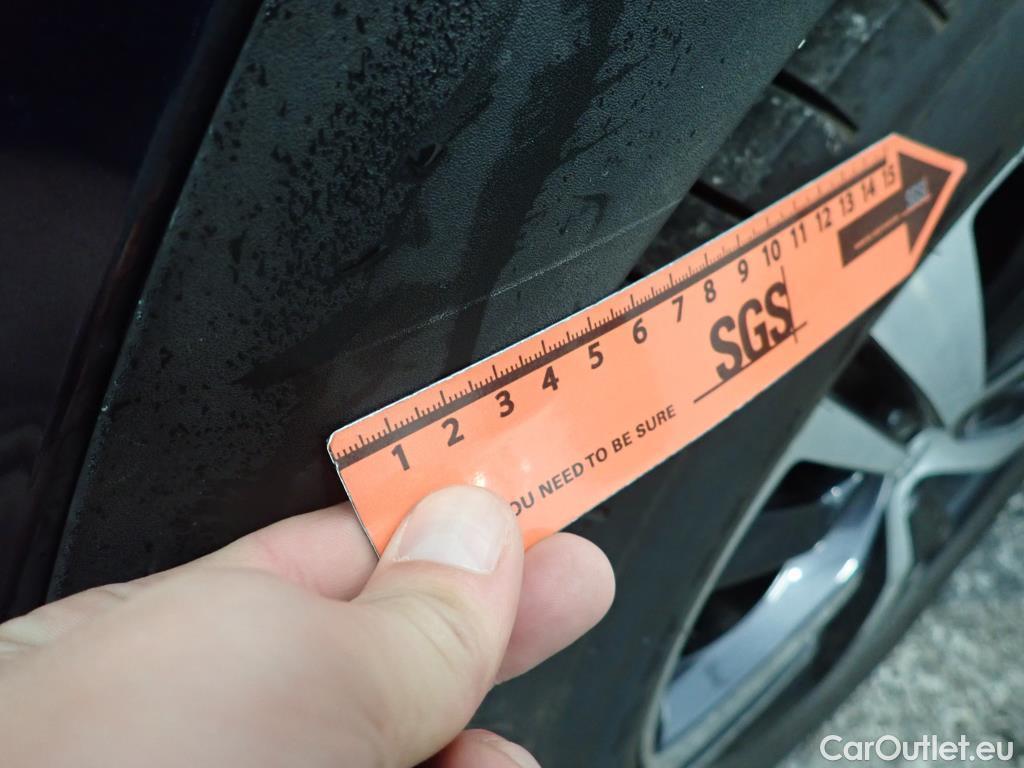 1 2 3 4 5 6 7 8 9 10 11 12 13 14 15
SGS
SGS
OU NEED TO BE SURE
CarOutlet.eu